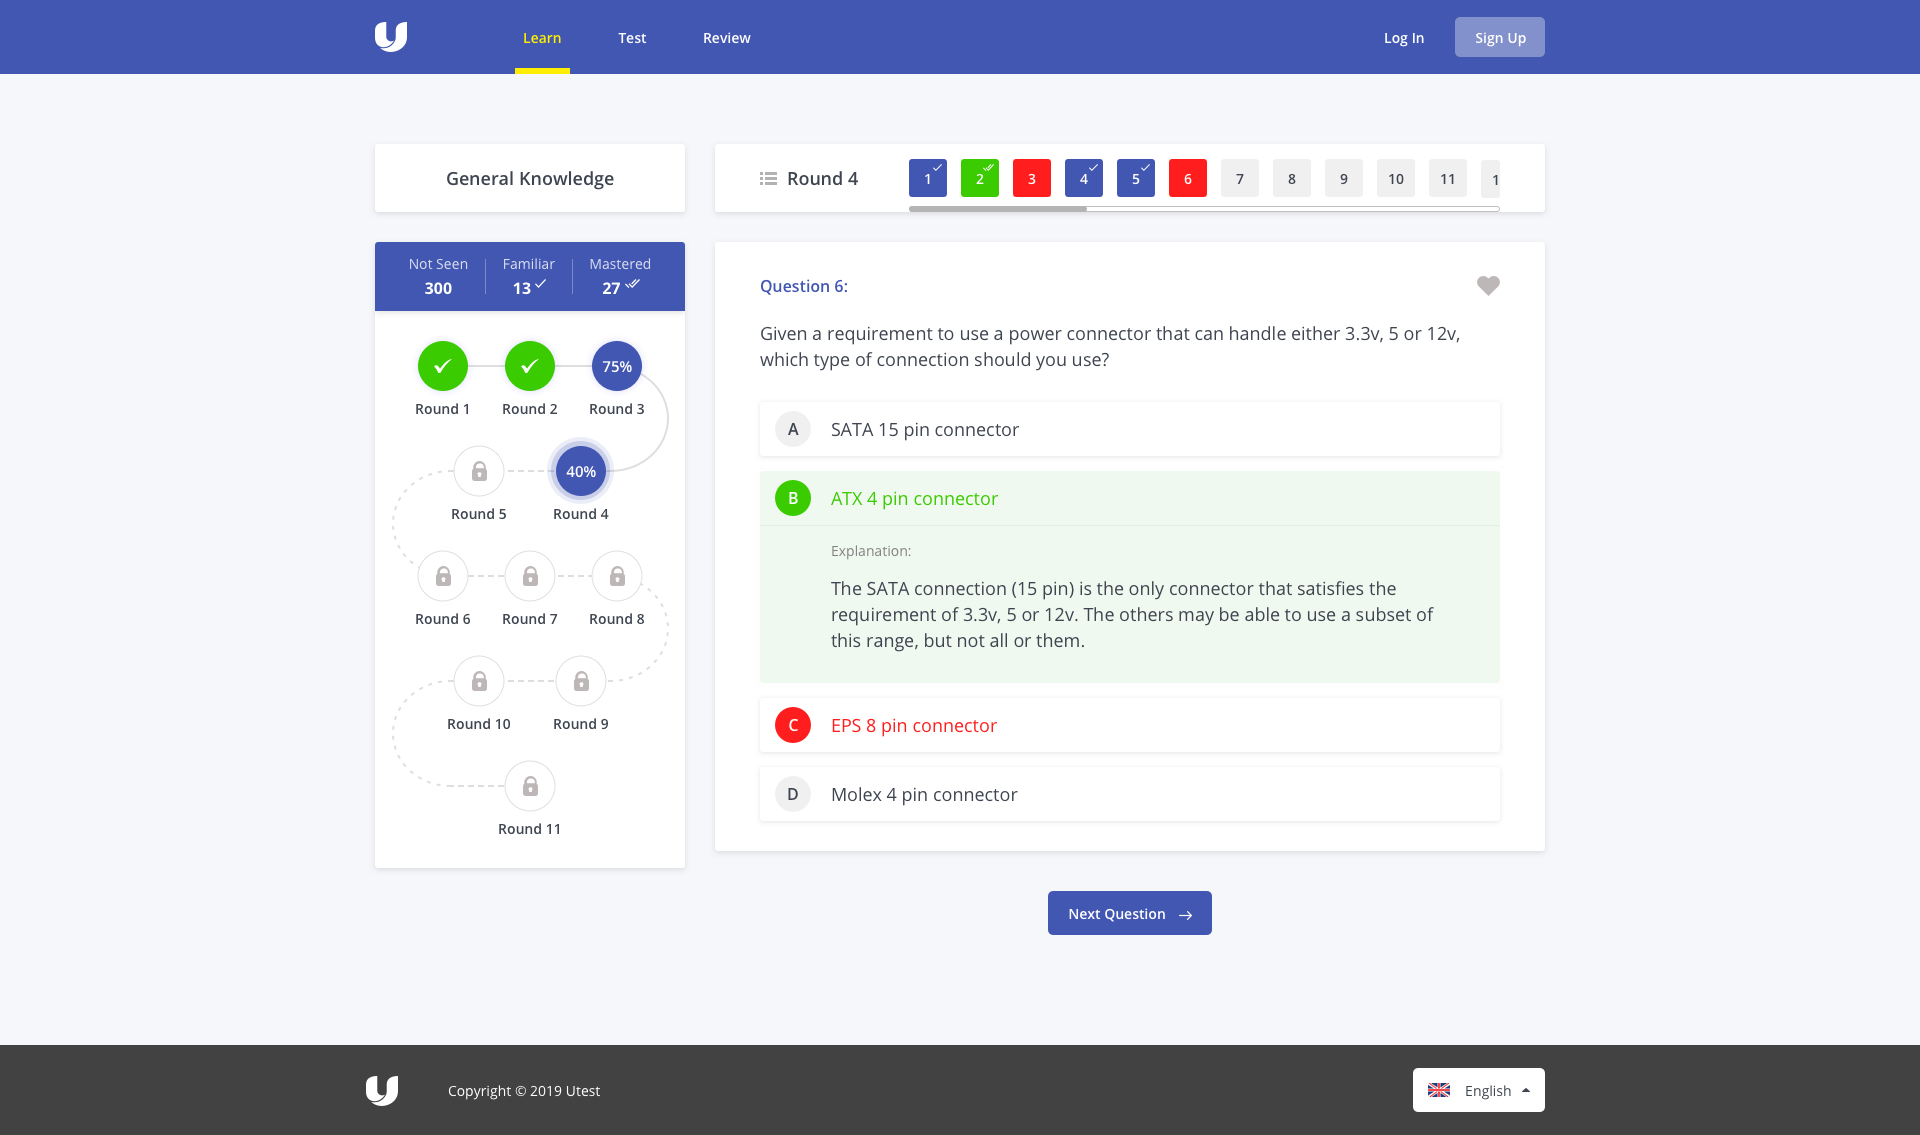 Learn
Test
Review
Log In
Sign Up
General Knowledge
Round 4
1
2
3
4
5
6
7
8
9
10
11
1
Not Seen
300
Familiar
13
Mastered
27
75%
Round 1
Round 2
Round 3
40%
Round 5
Round 4
Round 6
Round 7
Round 8
Round 10
Round 9
Round 11
Question 6:
Given a requirement to use a power connector that can handle either 3.3v, 5 or 12v,
which type of connection should you use?
A
SATA 15 pin connector
B
ATX 4 pin connector
Explanation:
The SATA connection (15 pin) is the only connector that satisfies the
requirement of 3.3v, 5 or 12v. The others may be able to use a subset of
this range, but not all or them.
C
EPS 8 pin connector
D
Molex 4 pin connector
Next Question
Copyright © 2019 Utest
English